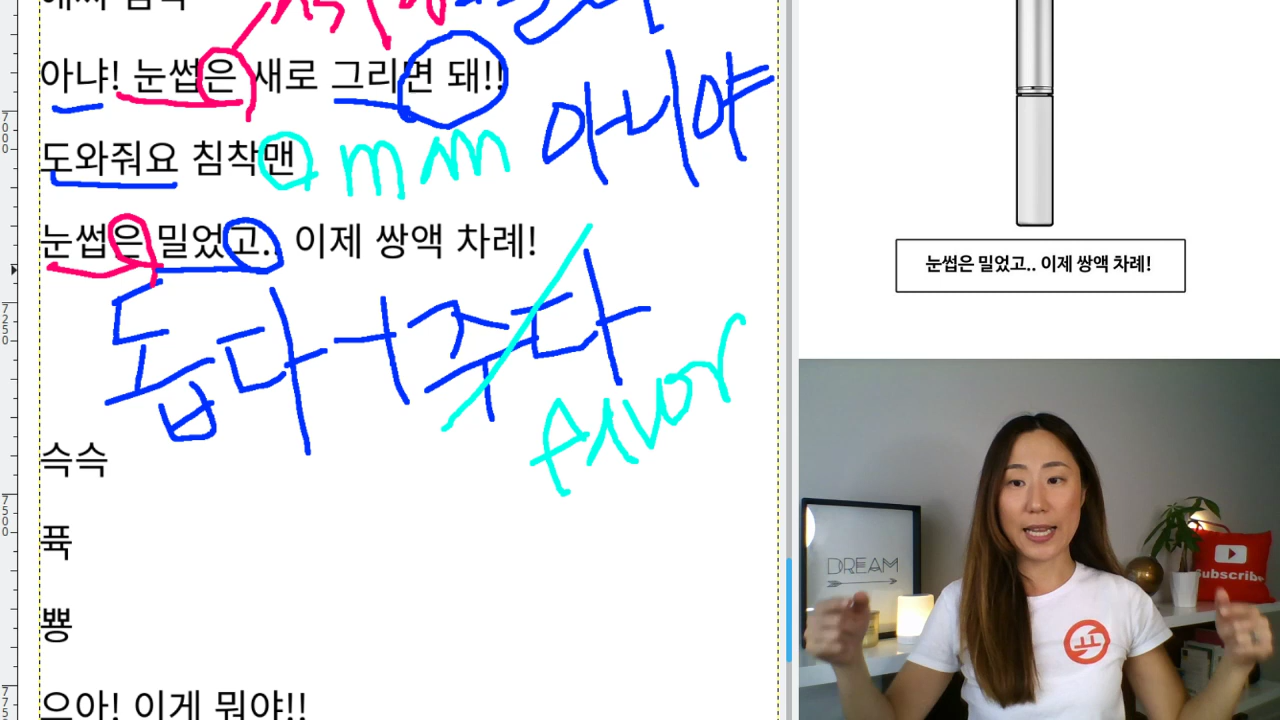 아냐! 눈썹은 새로 그리면 돼!!
아니야
도와줘요 침착맨
mm
눈썹은 밀었고.. 이제 쌍액 차례!
돕다+주다
favor
슥슥
퓩
뿅
으아! 이게 뭐야!!
눈썹은 밀었고.. 이제 쌍액 차례!
DREAM
Subscribe
7000
7250
7500